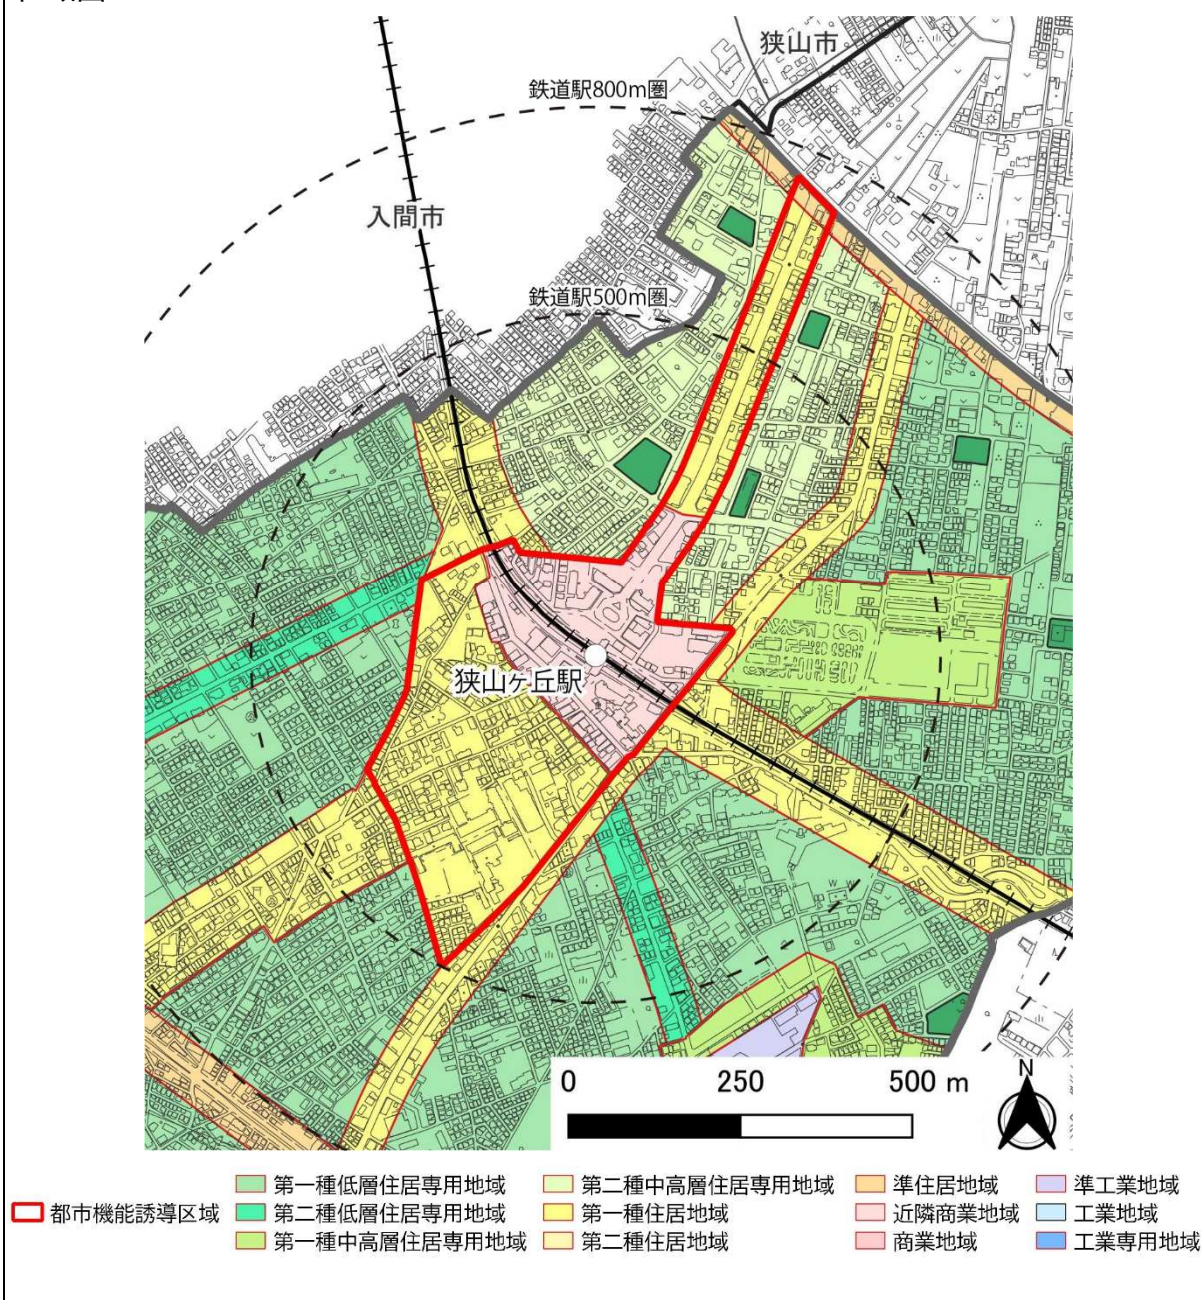 狭山市
鉄道駅800m圏
入間市
鉄道駅500m圏
狭山ヶ丘駅
0 250 500 m
N
都市機能誘導区域
第一種低層住居専用地域
第二種低層住居専用地域
第一種中高層住居専用地域
第二種中高層住居専用地域
第一種住居地域
第二種住居地域
準住居地域
近隣商業地域
商業地域
準工業地域
工業地域
工業専用地域